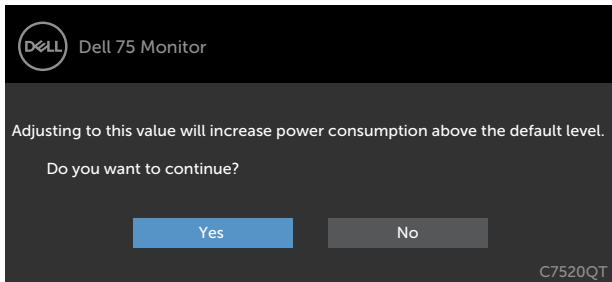 DELL
Dell 75 Monitor
Adjusting to this value will increase power consumption above the default level.
Do you want to continue?
Yes No
C7520QT